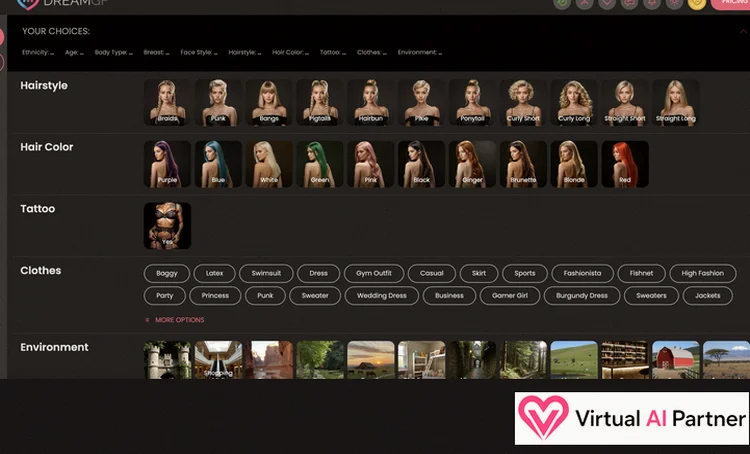 DREAMGF
PRICING
YOUR CHOICES:
Ethnicity: _ Age: _ Body Type: _ Breast: _ Face Style: _ Hairstyle: _ Hair Color: _ Tattoo: _ Clothes: _ Environment: _
Hairstyle
Braids Punk Bangs Pigtails Hairbun Pixie Ponytail Curly Short Curly Long Straight Short Straight Long
Hair Color
Purple Blue White Green Pink Black Ginger Brunette Blonde Red
Tattoo
Yes
Clothes
Baggy Latex Swimsuit Dress Gym Outfit Casual Skirt Sports Fashionista Fishnet High Fashion
Party Princess Punk Sweater Wedding Dress Business Gamer Girl Burgundy Dress Sweaters Jackets
MORE OPTIONS
Environment
Shopping
Virtual AI Partner